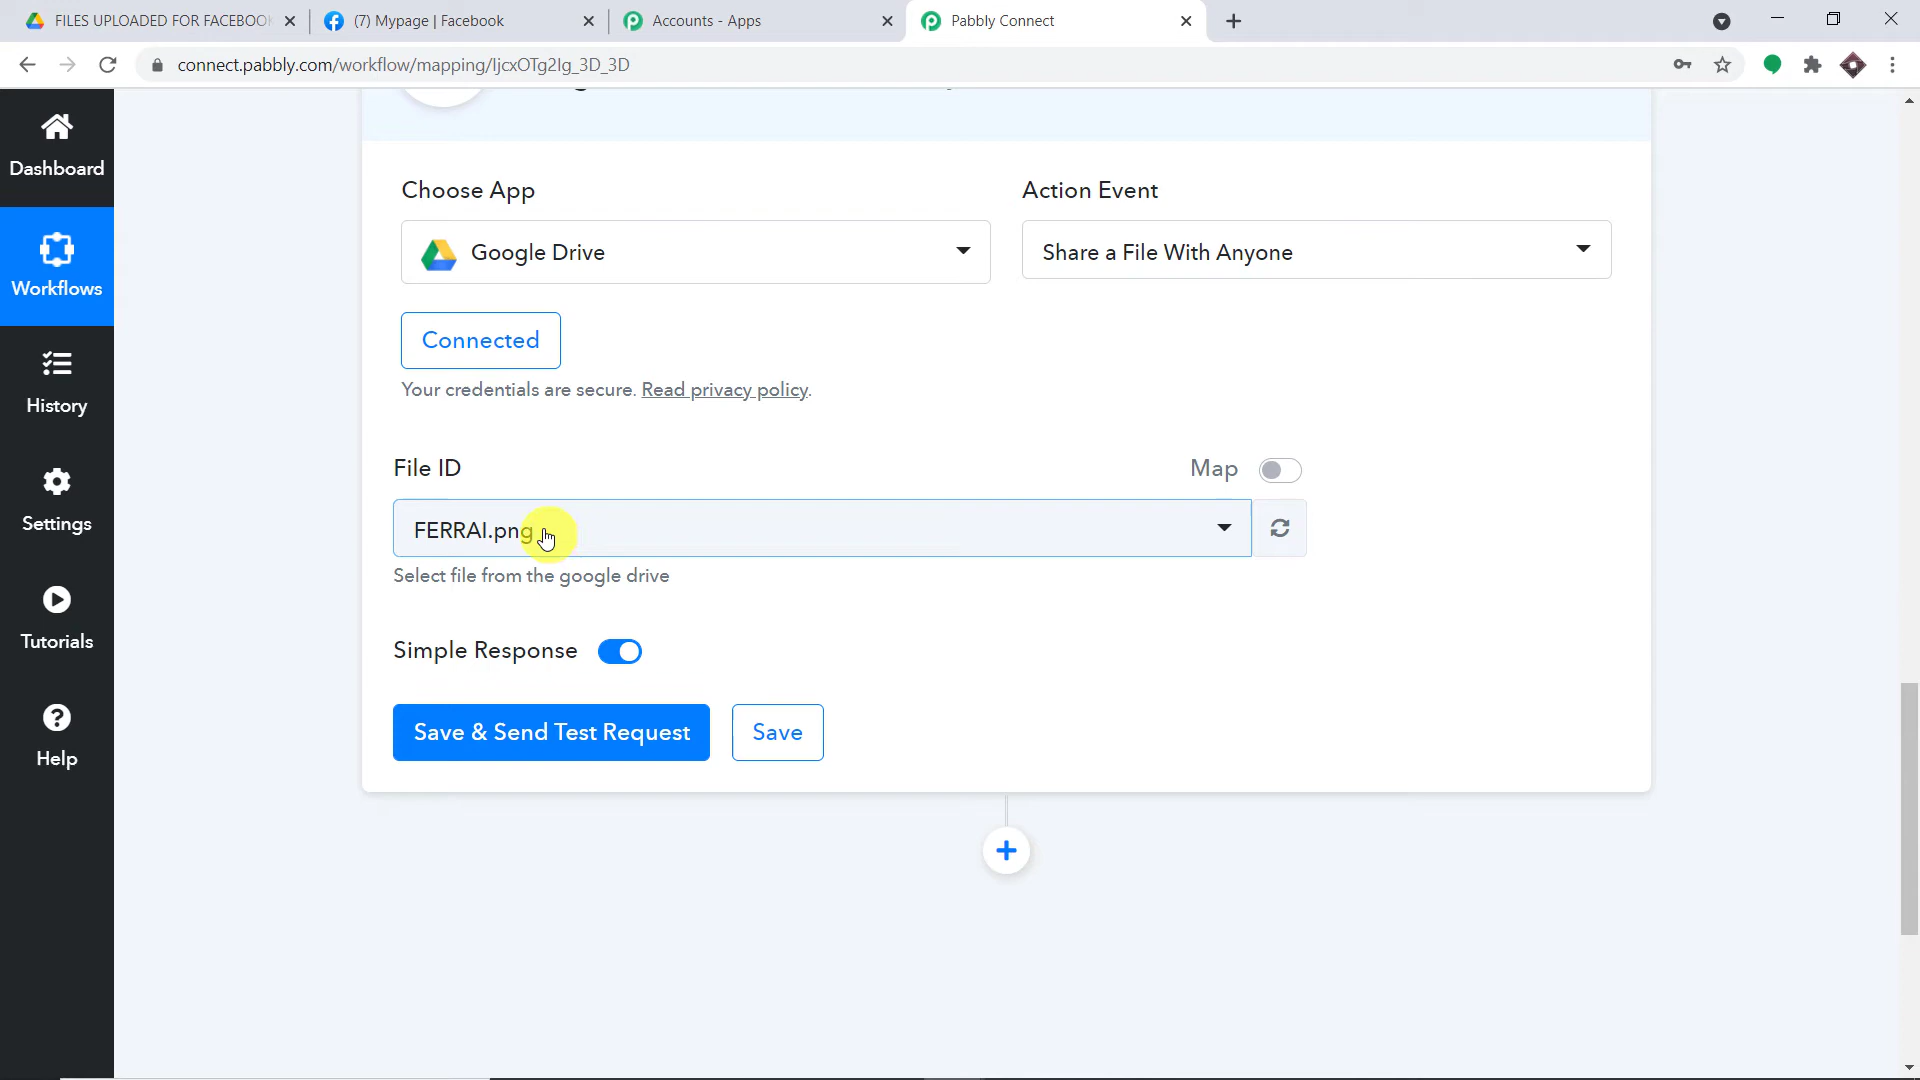 FILES UPLOADED FOR FACEBOOK
(7) Mypage | Facebook
Accounts - Apps
Pabbly Connect
connect.pabbly.com/workflow/mapping/IjcxOTg2Ig_3D_3D
Dashboard
Workflows
History
Settings
Tutorials
Help
Choose App
Action Event
Google Drive
Share a File With Anyone
Connected
Your credentials are secure. Read privacy policy.
File ID
Map
FERRAI.png
Select file from the google drive
Simple Response
Save & Send Test Request
Save